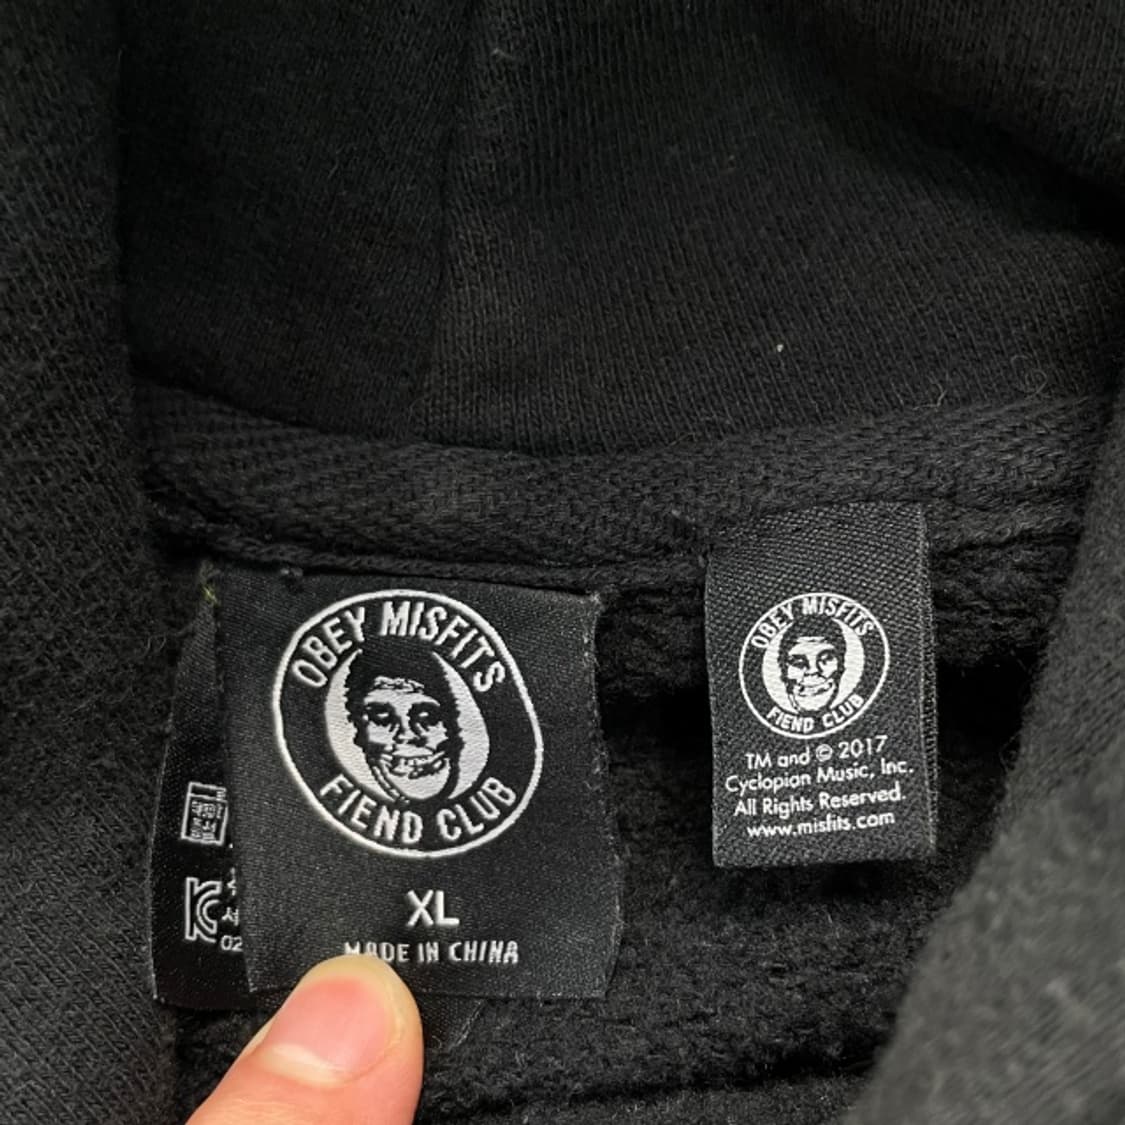 OBEY MISFITS
FIEND CLUB
XL
MADE IN CHINA
02
OBEY MISFITS
FIEND CLUB
TM and © 2017
Cyclopian Music, Inc.
All Rights Reserved.
www.misfits.com